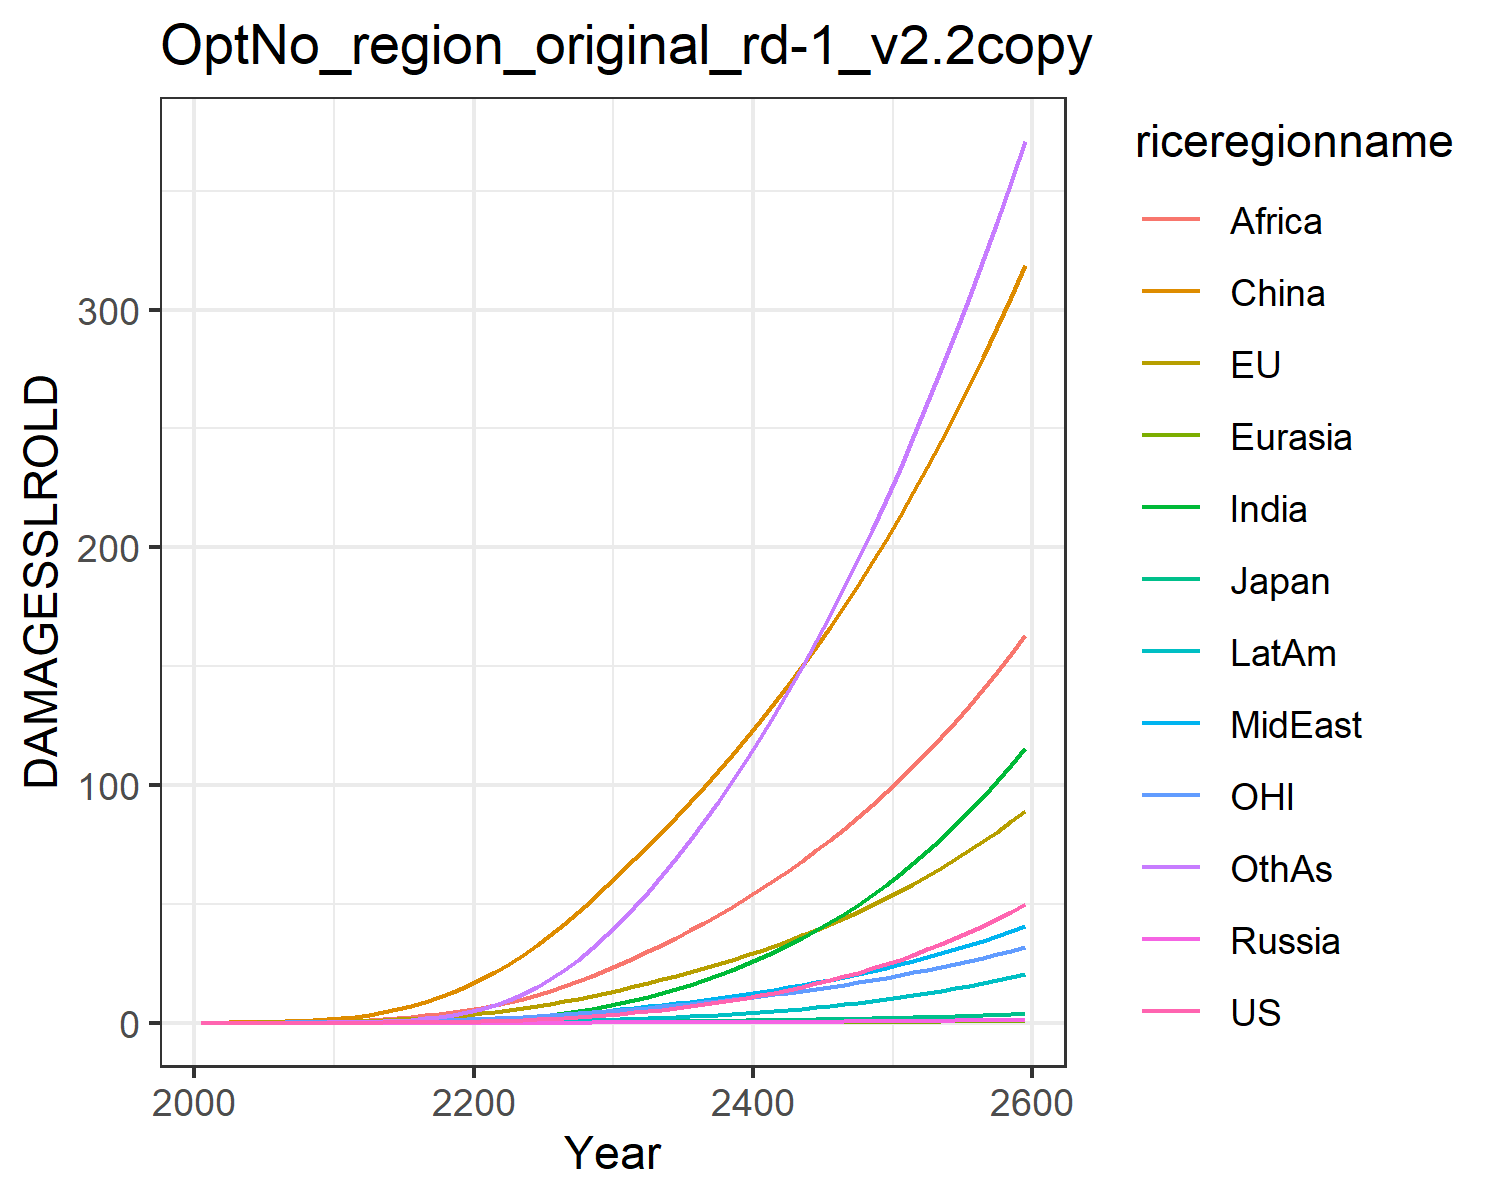 OptNo_region_original_rd-1_v2.2copy
DAMAGESSLROLD
300
200
100
0
2000 2200 2400 2600
Year
riceregionname
Africa
China
EU
Eurasia
India
Japan
LatAm
MidEast
OHI
OthAs
Russia
US